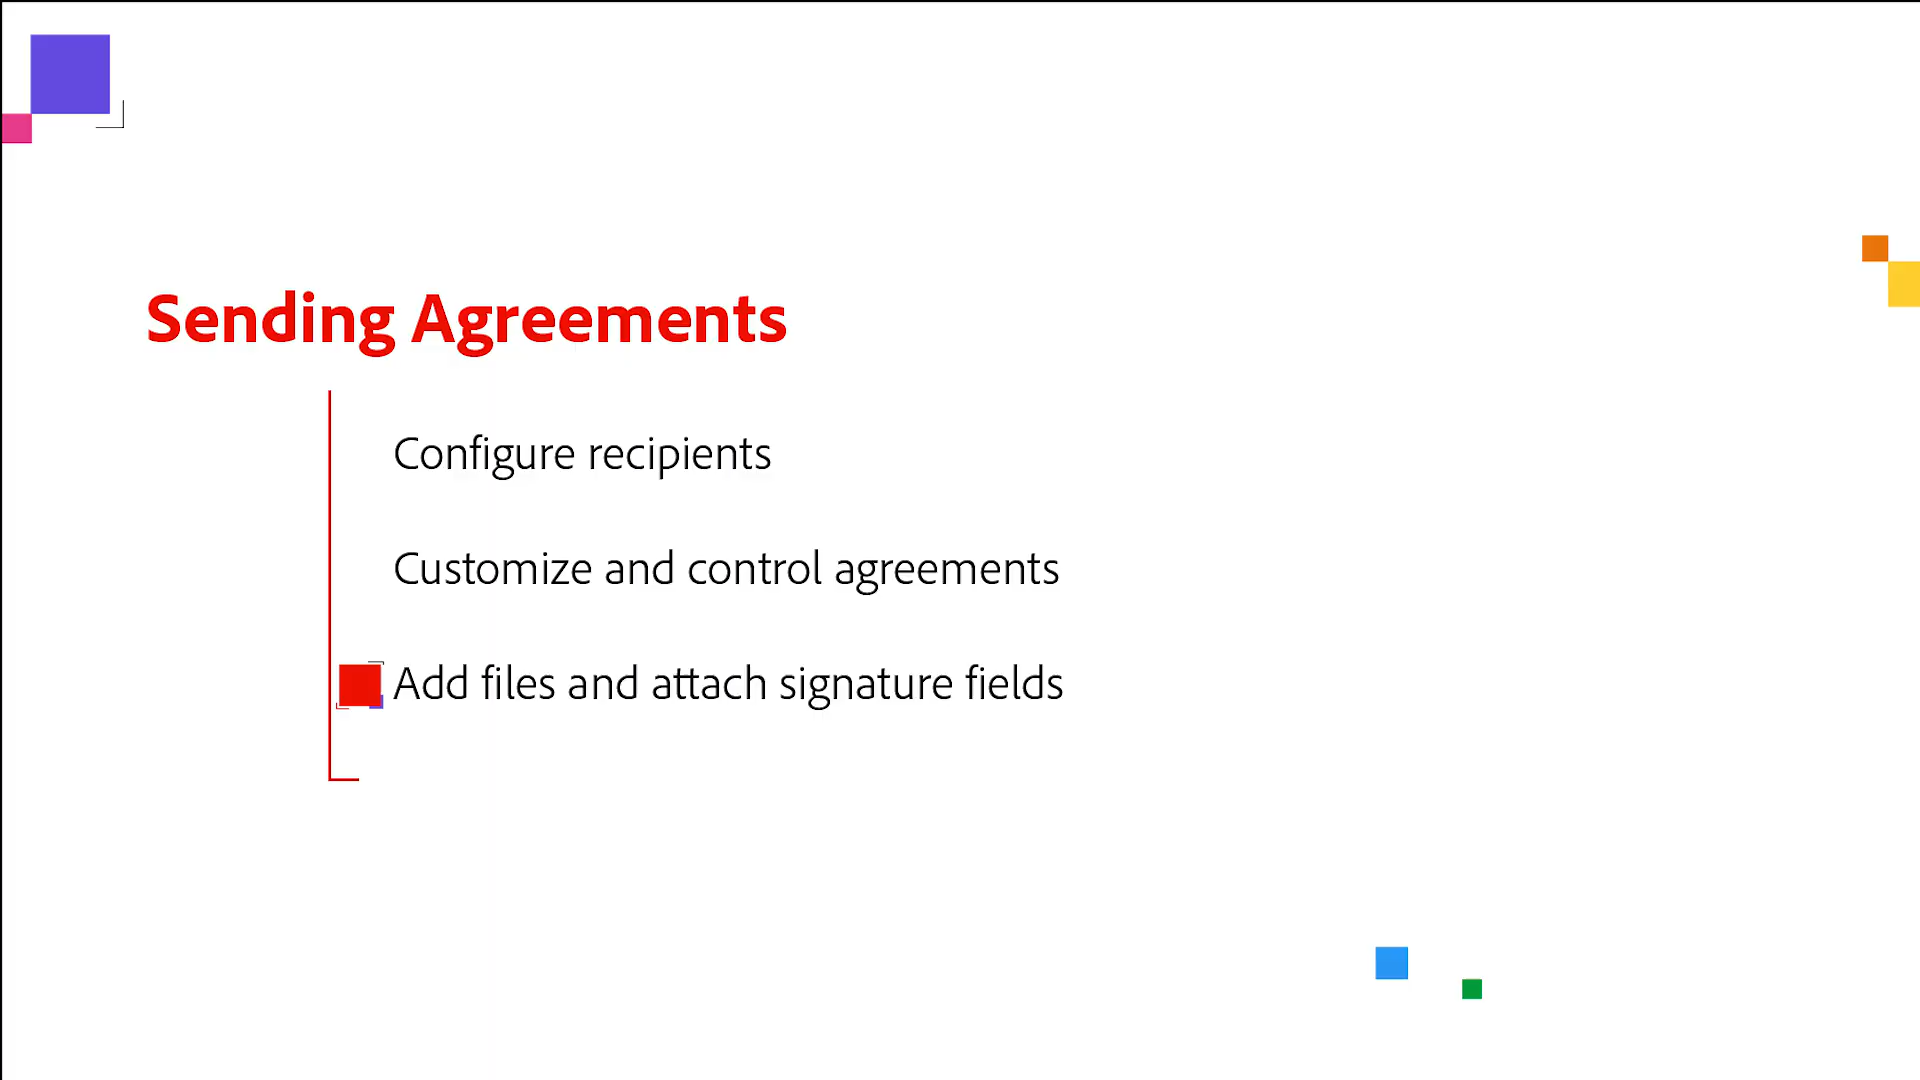 Sending Agreements
Configure recipients
Customize and control agreements
Add files and attach signature fields